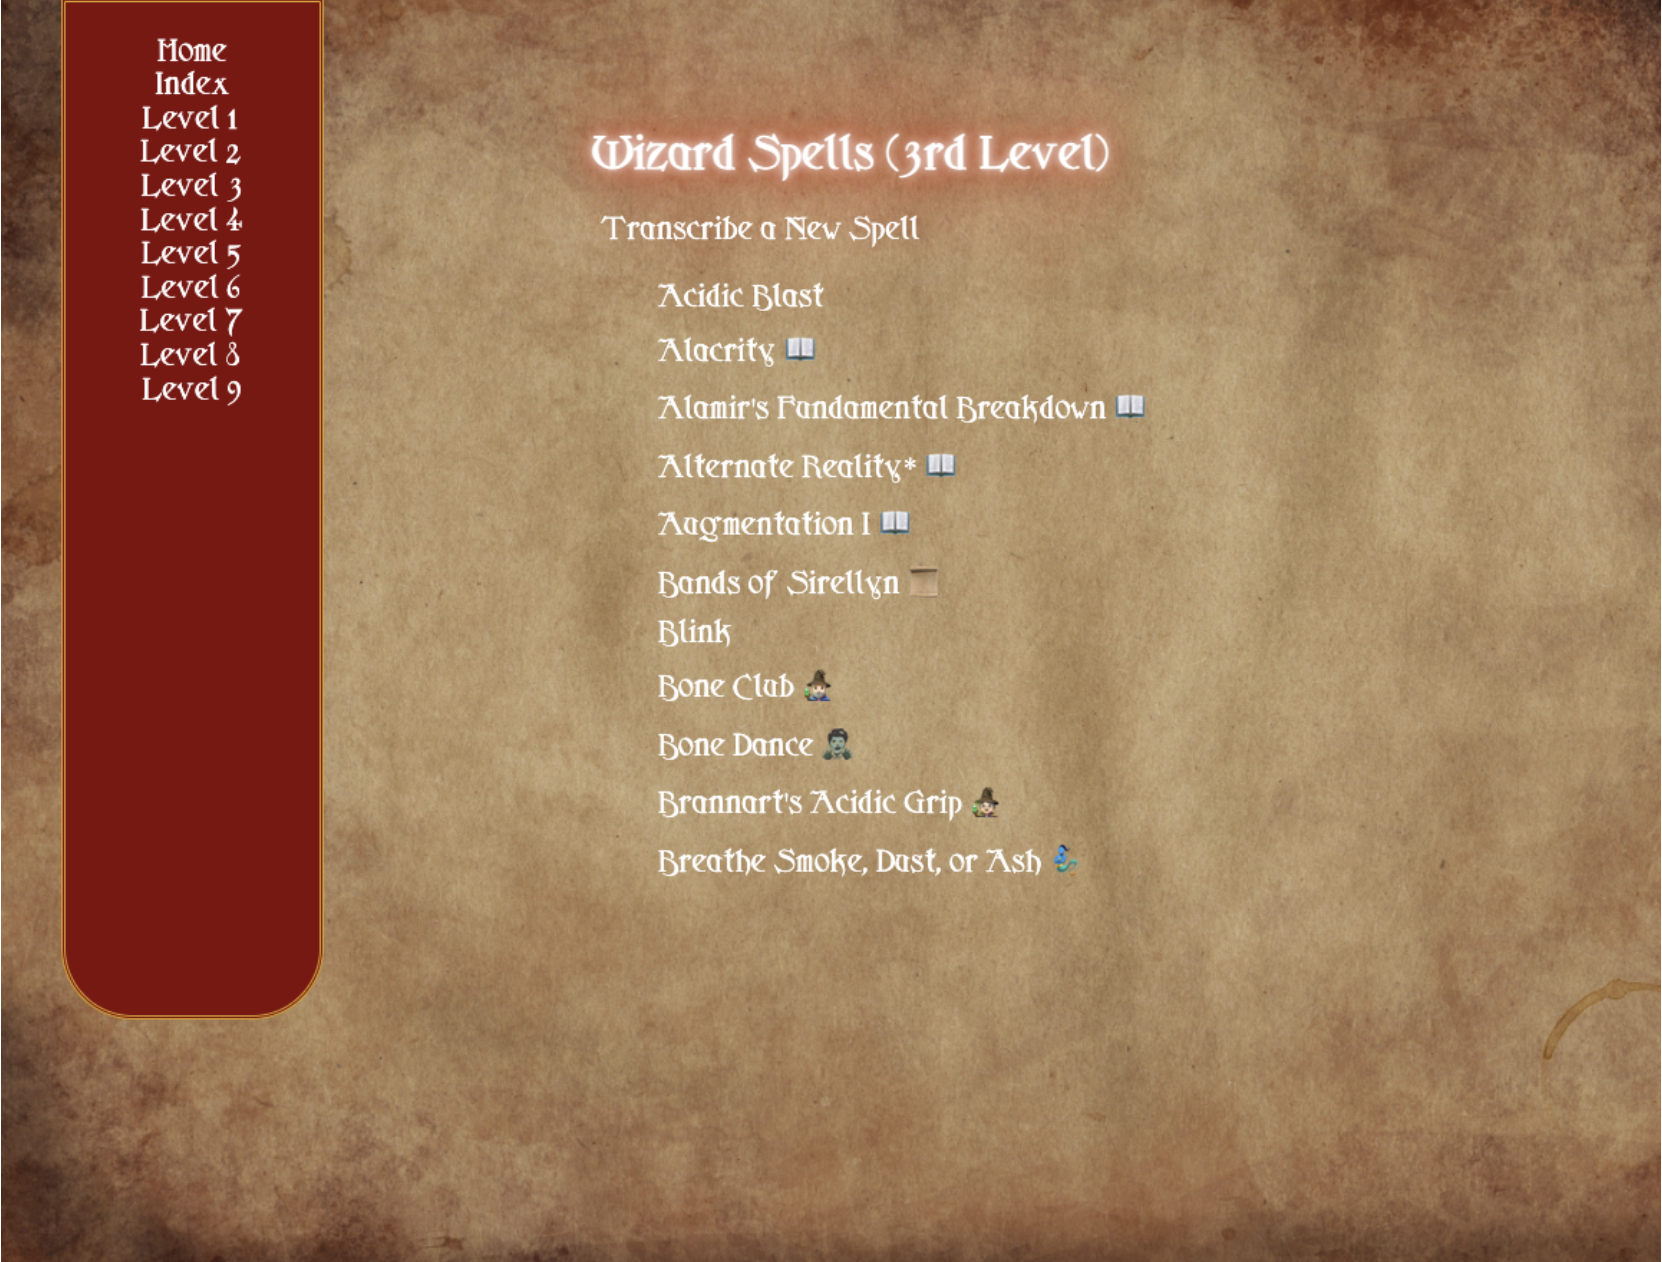 Home
Index
Level 1
Level 2
Level 3
Level 4
Level 5
Level 6
Level 7
Level 8
Level 9
Wizard Spells (3rd Level)
Transcribe a New Spell
Acidic Blast
Alacrity 📖
Alamir's Fundamental Breakdown 📖
Alternate Reality* 📖
Augmentation I 📖
Bands of Sirellyn
Blink
Bone Club
Bone Dance
Brannart's Acidic Grip
Breathe Smoke, Dust, or Ash